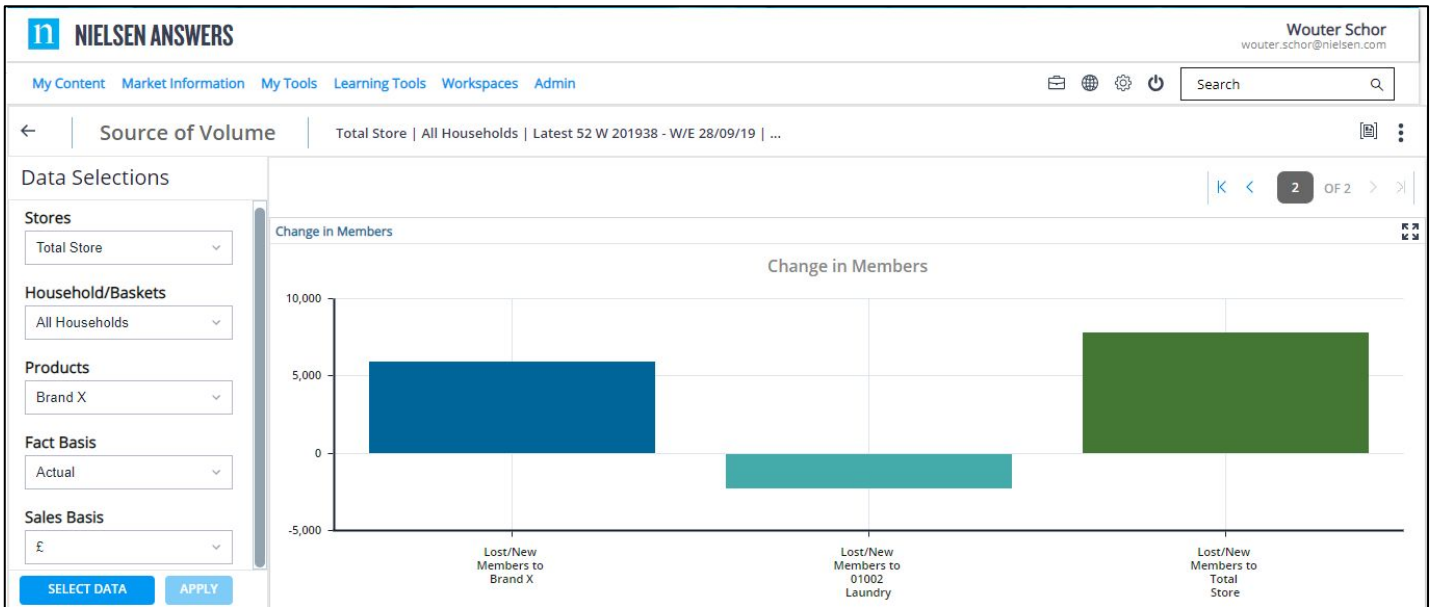 n NIELSEN ANSWERS
Wouter Schor
wouter.schor@nielsen.com
My Content Market Information My Tools Learning Tools Workspaces Admin
Search
Source of Volume
Total Store | All Households | Latest 52 W 201938 - W/E 28/09/19 | ...
Data Selections
2 OF 2
Stores
Total Store
Household/Baskets
All Households
Products
Brand X
Fact Basis
Actual
Sales Basis
£
SELECT DATA APPLY
Change in Members
Change in Members
10,000
5,000
0
-5,000
Lost/New
Members to
Brand X
Lost/New
Members to
01002
Laundry
Lost/New
Members to
Total
Store